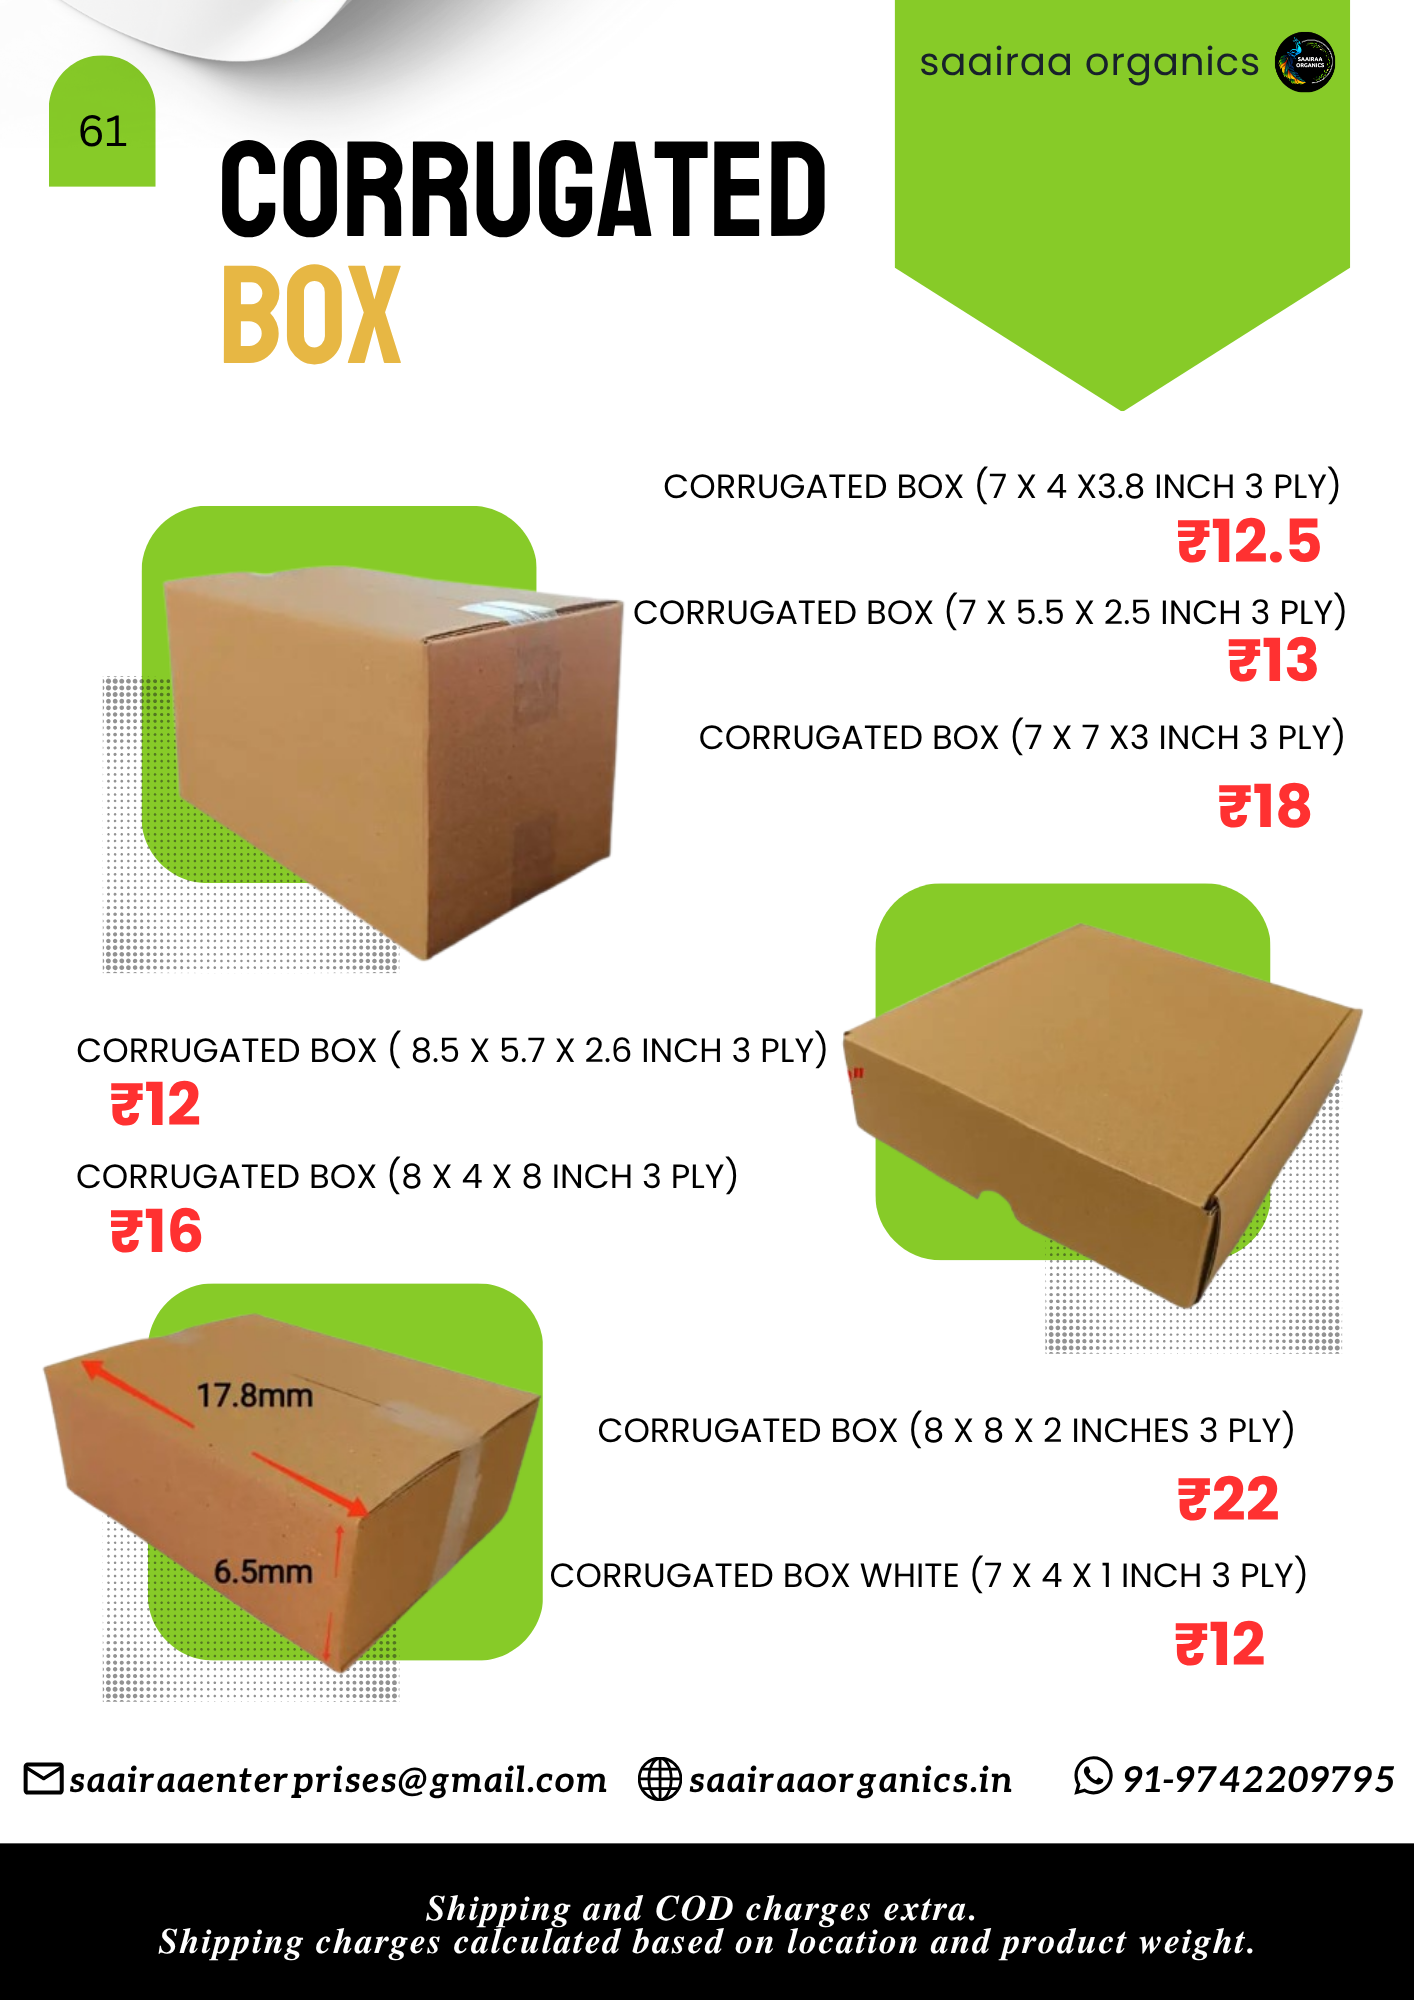 saairaa organics
SAAIRAA
ORGANICS
61
CORRUGATED
BOX
CORRUGATED BOX (7 X 4 X3.8 INCH 3 PLY)
₹12.5
CORRUGATED BOX (7 X 5.5 X 2.5 INCH 3 PLY)
₹13
CORRUGATED BOX (7 X 7 X3 INCH 3 PLY)
₹18
CORRUGATED BOX ( 8.5 X 5.7 X 2.6 INCH 3 PLY)
₹12
CORRUGATED BOX (8 X 4 X 8 INCH 3 PLY)
₹16
17.8mm
6.5mm
CORRUGATED BOX (8 X 8 X 2 INCHES 3 PLY)
₹22
CORRUGATED BOX WHITE (7 X 4 X 1 INCH 3 PLY)
₹12
saairaaenterprises@gmail.com saairaaorganics.in 91-9742209795
Shipping and COD charges extra.
Shipping charges calculated based on location and product weight.